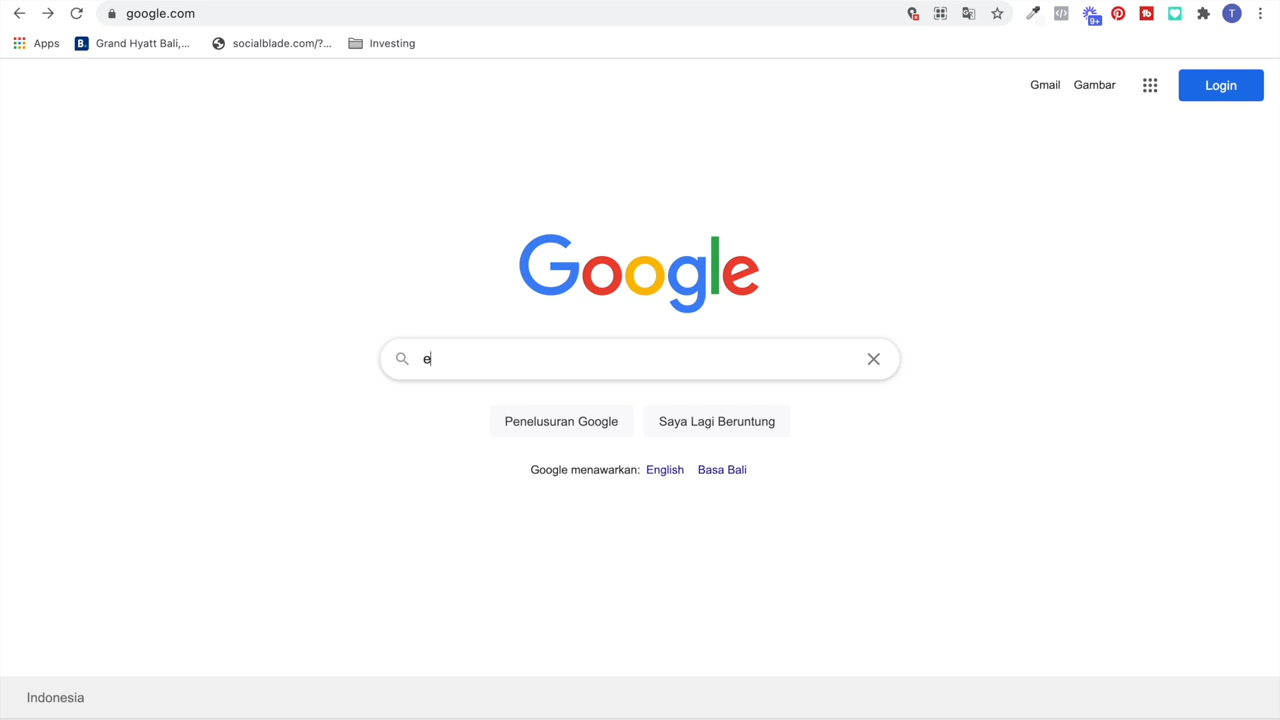 google.com
9+
T
Apps
B.
Grand Hyatt Bali,...
socialblade.com/?...
Investing
Gmail
Gambar
Login
Google
e
Penelusuran Google
Saya Lagi Beruntung
Google menawarkan: English Basa Bali
Indonesia